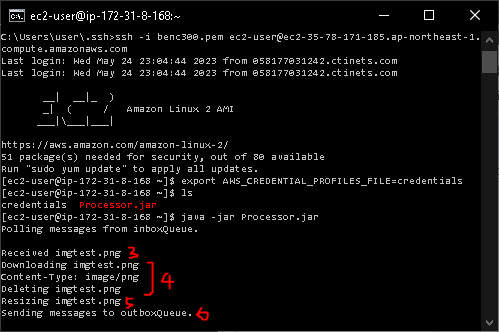 ec2-user@ip-172-31-8-168:~
C:\Users\user\.ssh>ssh -i benc300.pem ec2-user@ec2-35-78-171-185.ap-northeast-1.
compute.amazonaws.com
Last login: Wed May 24 23:04:44 2023 from 058177031242.ctinets.com
Last login: Wed May 24 23:04:44 2023 from 058177031242.ctinets.com
__|  __|_  )
_|  (     /   Amazon Linux 2 AMI
___|\___|___|
https://aws.amazon.com/amazon-linux-2/
51 package(s) needed for security, out of 80 available
Run "sudo yum update" to apply all updates.
[ec2-user@ip-172-31-8-168 ~]$ export AWS_CREDENTIAL_PROFILES_FILE=credentials
[ec2-user@ip-172-31-8-168 ~]$ ls
credentials  Processor.jar
[ec2-user@ip-172-31-8-168 ~]$ java -jar Processor.jar
Polling messages from inboxQueue.
Received imgtest.png 3
Downloading imgtest.png
Content-Type: image/png 4
Deleting imgtest.png
Resizing imgtest.png 5
Sending messages to outboxQueue. 6